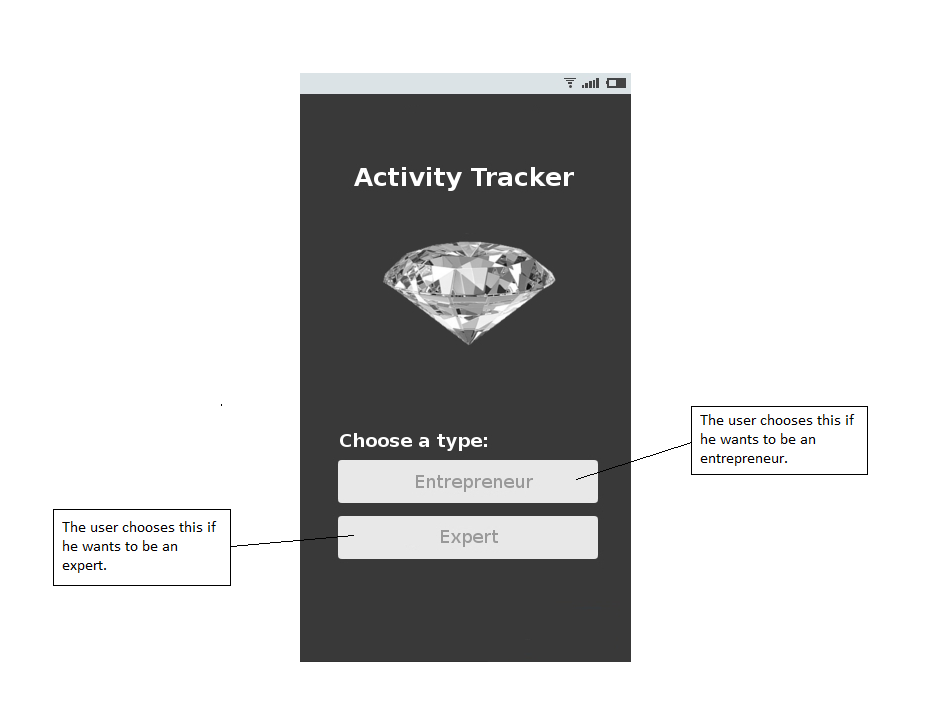 Activity Tracker
Choose a type:
Entrepreneur
Expert
The user chooses this if
he wants to be an
entrepreneur.
The user chooses this if
he wants to be an
expert.